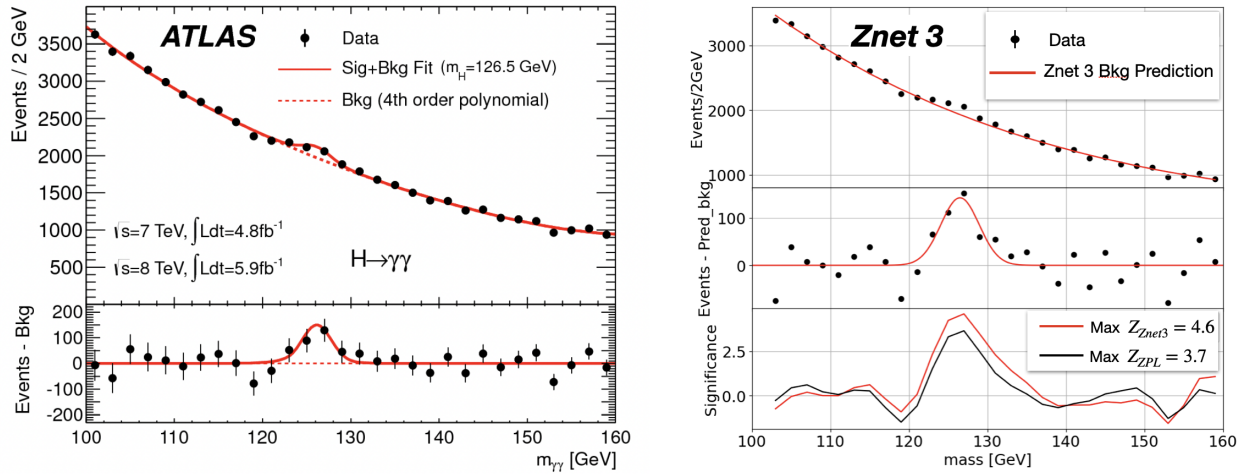 ATLAS
Data
Sig+Bkg Fit (mH=126.5 GeV)
Bkg (4th order polynomial)
Events / 2 GeV
3500
3000
2500
2000
1500
1000
500
√s=7 TeV, ∫Ldt=4.8fb-1
√s=8 TeV, ∫Ldt=5.9fb-1
H→γγ
Events - Bkg
200
100
0
-100
-200
100
110
120
130
140
150
160
mγγ [GeV]
Znet 3
Data
Znet 3 Bkg Prediction
Events/2GeV
3000
2000
1000
Events - Pred_bkg
100
0
Significance
2.5
0.0
Max ZZnet3 = 4.6
Max ZZPL = 3.7
100
110
120
130
140
150
160
mass [GeV]